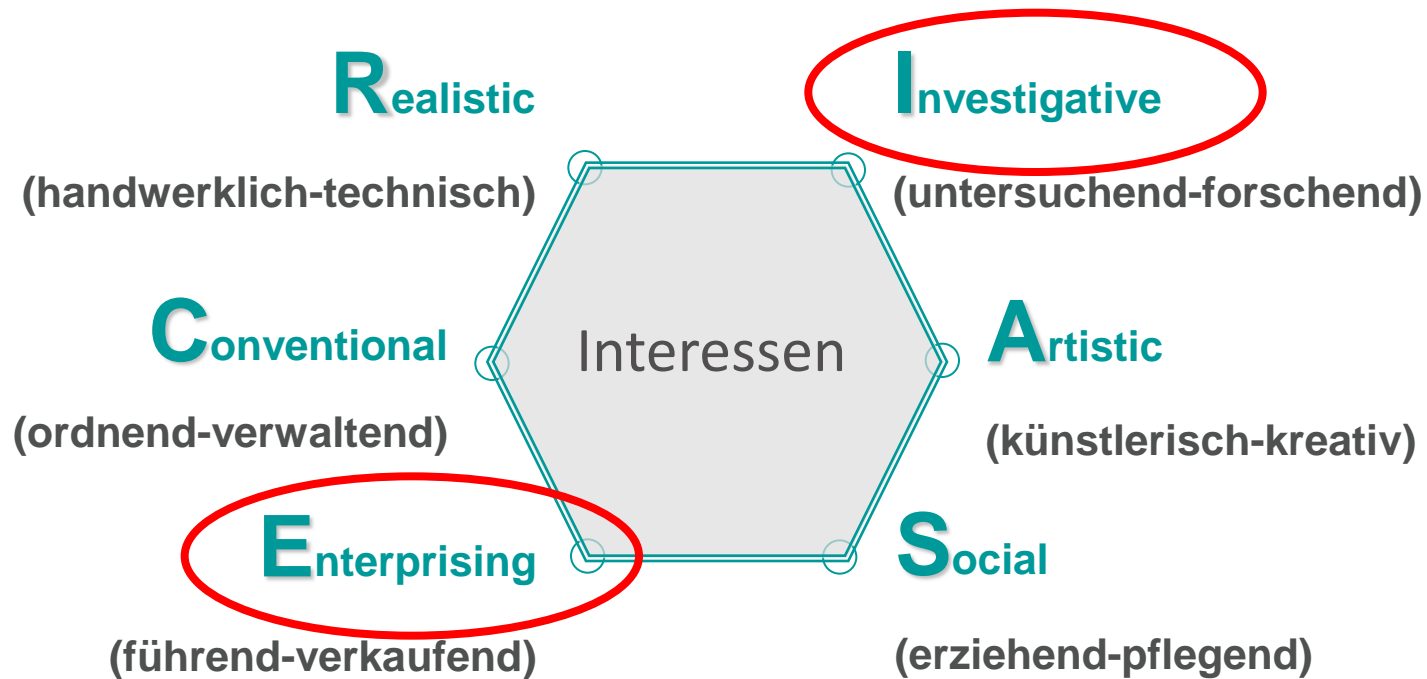 Realistic
Investigative
(handwerklich-technisch)
(untersuchend-forschend)
Conventional
Interessen
Artistic
(ordnend-verwaltend)
(künstlerisch-kreativ)
Enterprising
Social
(führend-verkaufend)
(erziehend-pflegend)